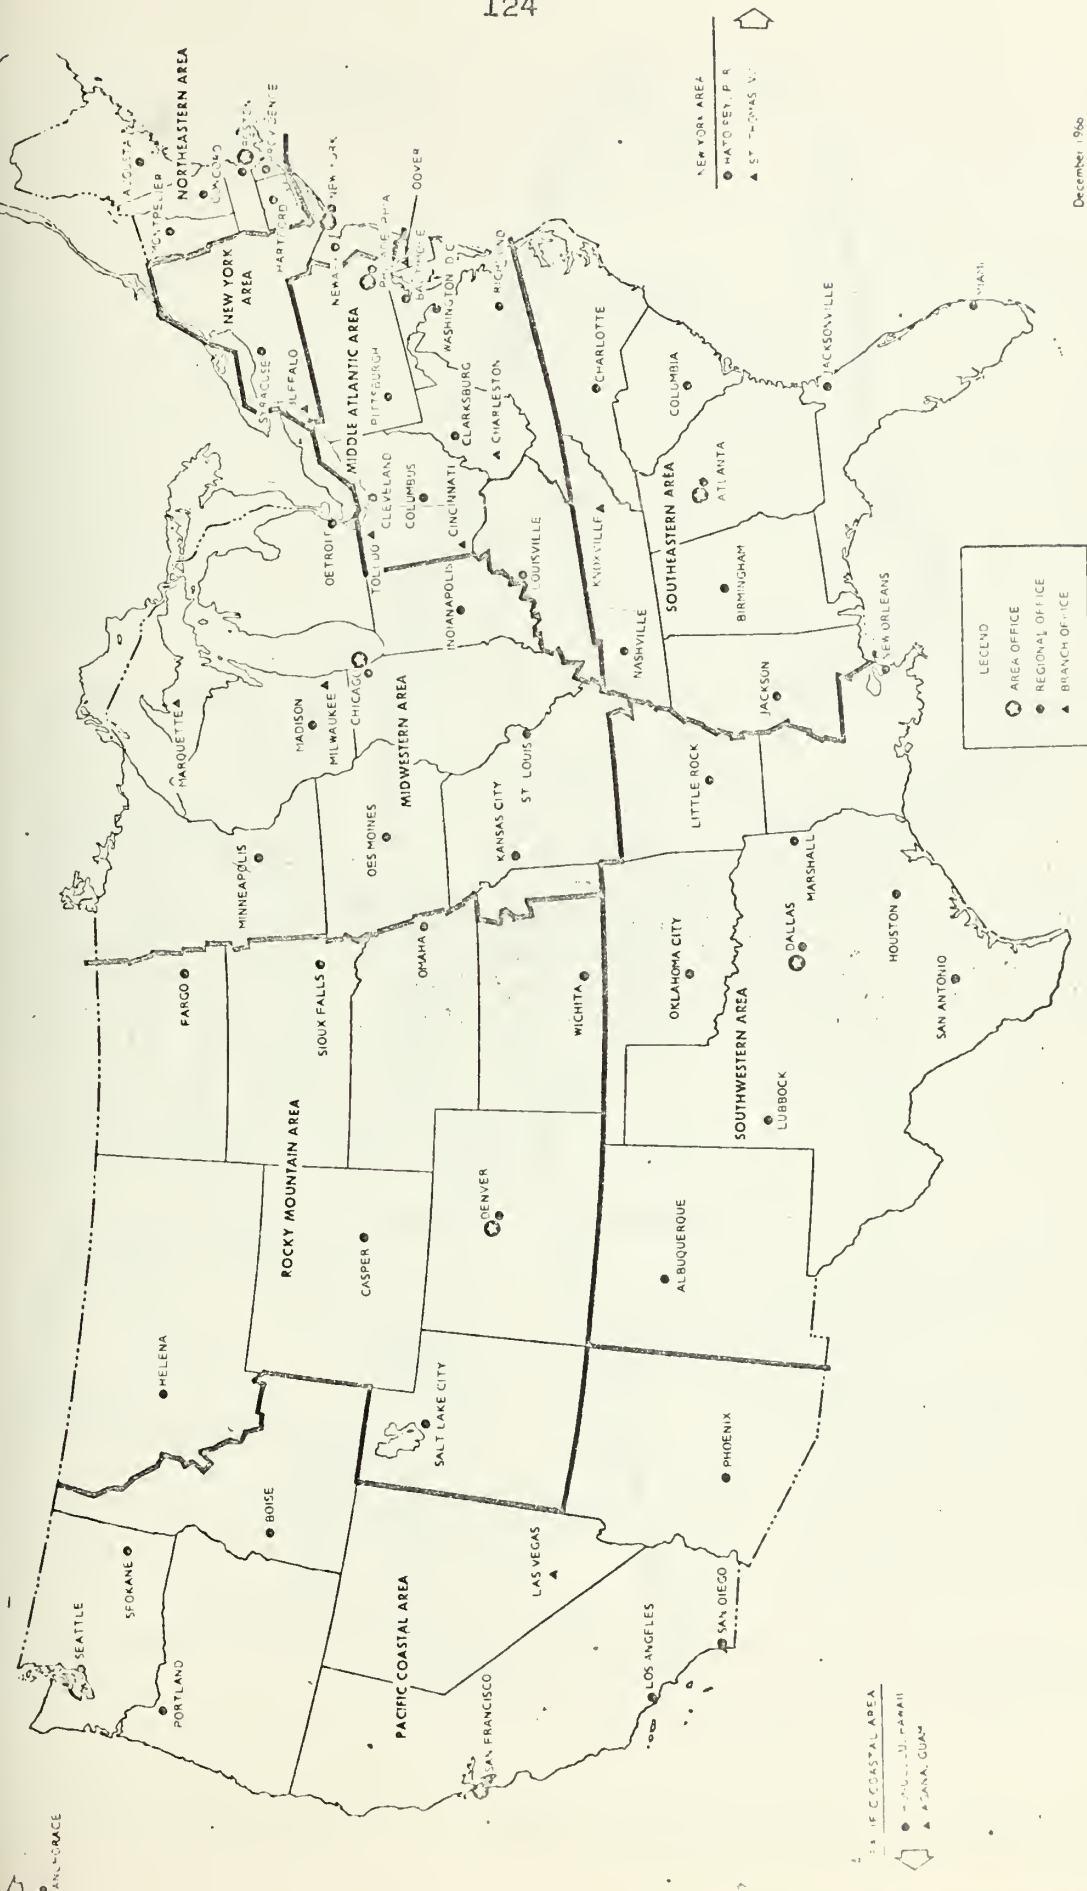 124
AUGUSTA
MONTPELIER
NORTHEASTERN AREA
CONCORD
BOSTON
PROVIDENCE
HARTFORD
NEW YORK
AREA
SYRACUSE
BUFFALO
NEW YORK
MIDDLE ATLANTIC AREA
PITTSBURGH
PHILADELPHIA
DOVER
BALTIMORE
WASHINGTON D.C.
RICHMOND
CLARKSBURG
CHARLESTON
CLEVELAND
COLUMBUS
CINCINNATI
TOLEDO
DETROIT
INDIANAPOLIS
LOUISVILLE
MARQUETTE
MADISON
MILWAUKEE
CHICAGO
MIDWESTERN AREA
MINNEAPOLIS
DES MOINES
KANSAS CITY
ST LOUIS
CHARLOTTE
COLUMBIA
KNOXVILLE
SOUTHEASTERN AREA
ATLANTA
JACKSONVILLE
MIAMI
NASHVILLE
BIRMINGHAM
JACKSON
NEW ORLEANS
LITTLE ROCK
FARGO
SIOUX FALLS
OMAHA
WICHITA
ROCKY MOUNTAIN AREA
HELENA
CASPER
DENVER
SALT LAKE CITY
OKLAHOMA CITY
SOUTHWESTERN AREA
DALLAS
MARSHALL
HOUSTON
SAN ANTONIO
LUBBOCK
ALBUQUERQUE
SEATTLE
SPOKANE
PORTLAND
BOISE
PACIFIC COASTAL AREA
LAS VEGAS
PHOENIX
SAN FRANCISCO
LOS ANGELES
SAN DIEGO
ANCHORAGE
COASTAL AREA
HAWAII
AGANA, GUAM
NEW YORK AREA
HATO REY, P R
ST. THOMAS
LEGEND
AREA OFFICE
REGIONAL OFFICE
BRANCH OFFICE
December 1966